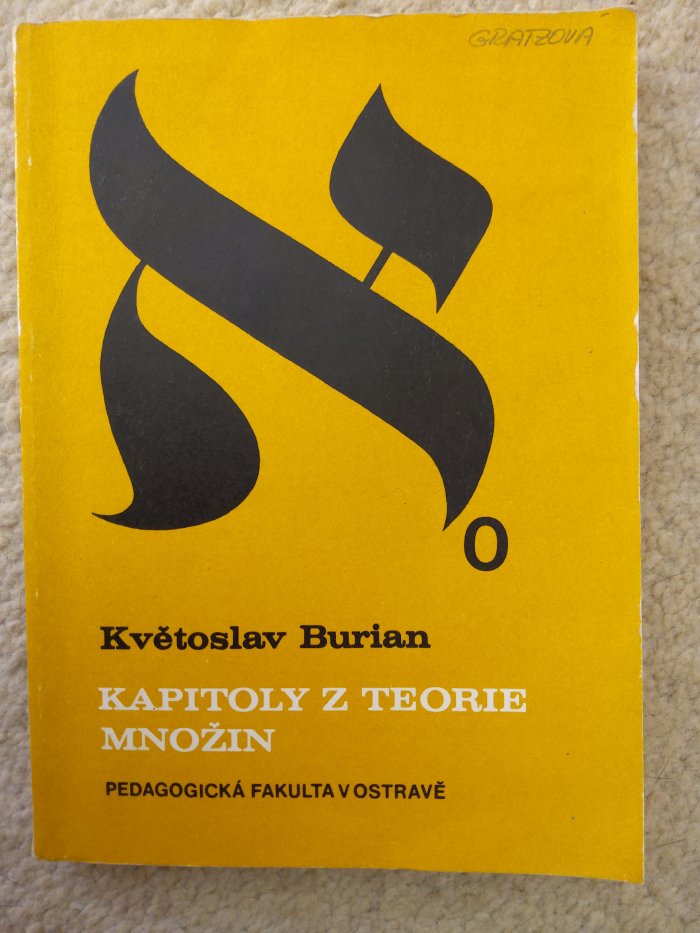 GRATZOVÁ
ℵ
0
Květoslav Burian
KAPITOLY Z TEORIE
MNOŽIN
PEDAGOGICKÁ FAKULTA V OSTRAVĚ